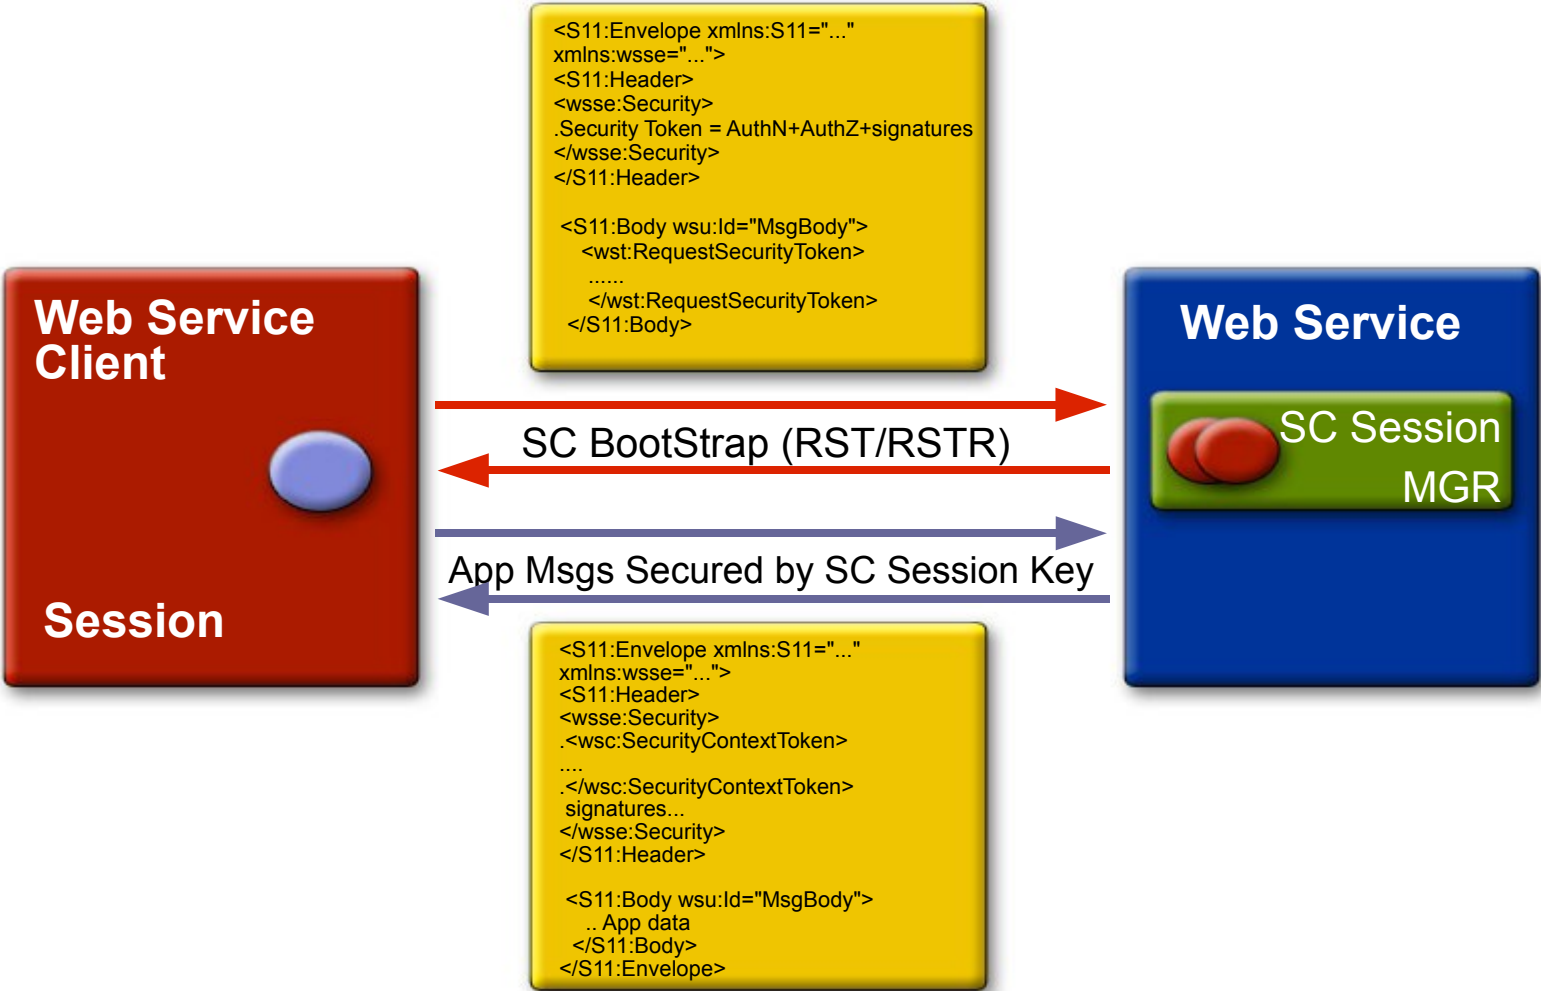 <S11:Envelope xmlns:S11="..."
xmlns:wsse="...">
<S11:Header>
<wsse:Security>
.Security Token = AuthN+AuthZ+signatures
</wsse:Security>
</S11:Header>
<S11:Body wsu:Id="MsgBody">
<wst:RequestSecurityToken>
......
</wst:RequestSecurityToken>
</S11:Body>
Web Service
Client
Session
SC BootStrap (RST/RSTR)
App Msgs Secured by SC Session Key
Web Service
SC Session
MGR
<S11:Envelope xmlns:S11="..."
xmlns:wsse="...">
<S11:Header>
<wsse:Security>
.<wsc:SecurityContextToken>
....
.</wsc:SecurityContextToken>
signatures...
</wsse:Security>
</S11:Header>
<S11:Body wsu:Id="MsgBody">
.. App data
</S11:Body>
</S11:Envelope>